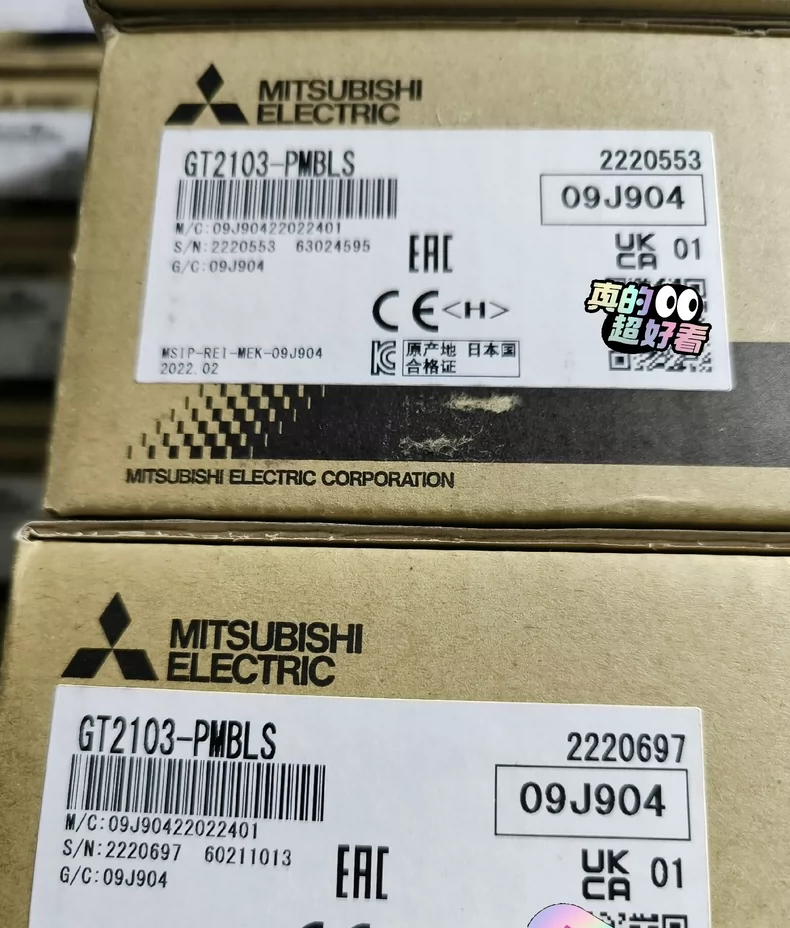 MITSUBISHI
ELECTRIC
GT2103-PMBLS
2220553
09J904
M/C:09J90422022401
S/N:2220553 63024595
G/C:09J904
EAC
UK
CA
01
CE
<H>
真的
超好看
MSIP-REI-MEK-09J904
2022.02
原产地 日本国
合格证
MITSUBISHI ELECTRIC CORPORATION
MITSUBISHI
ELECTRIC
GT2103-PMBLS
2220697
09J904
M/C:09J90422022401
S/N:2220697 60211013
G/C:09J904
EAC
UK
CA
01